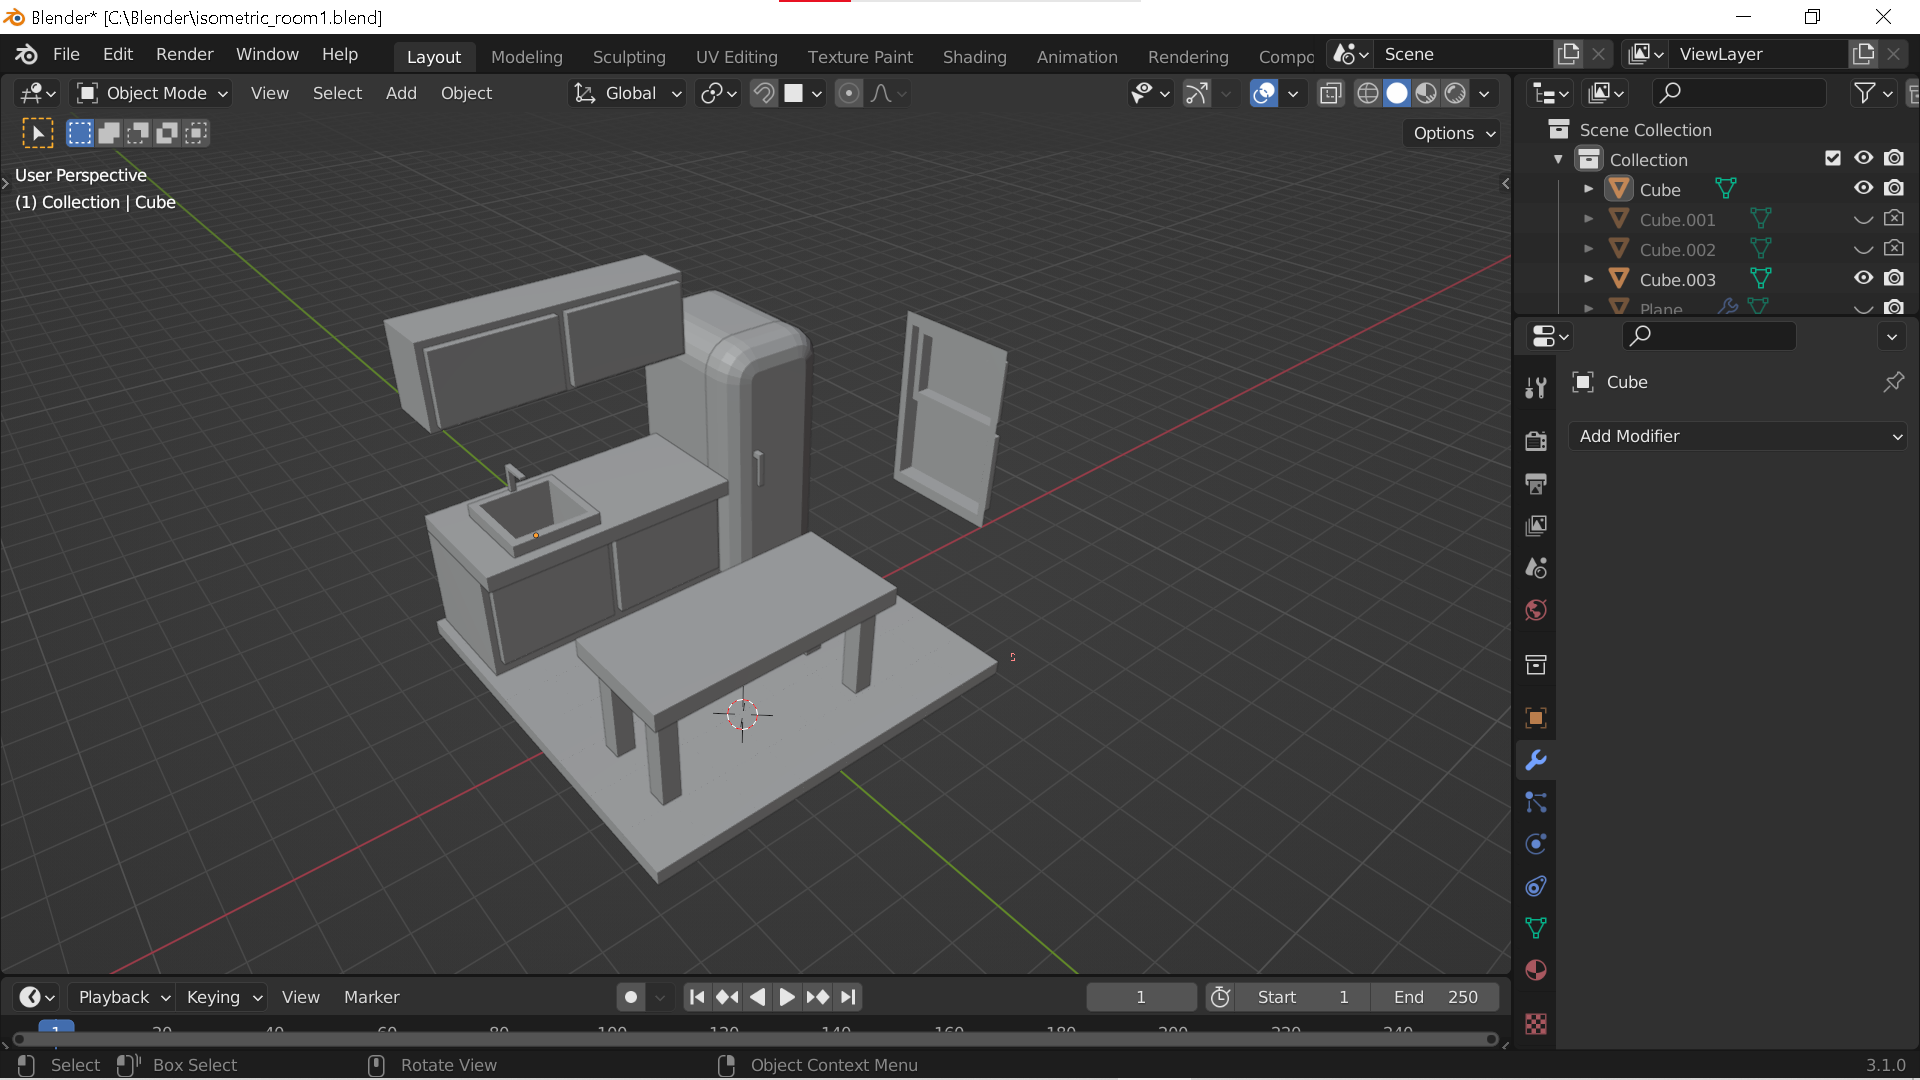 Blender* [C:\Blender\isometric_room1.blend]
File Edit Render Window Help
Layout Modeling Sculpting UV Editing Texture Paint Shading Animation Rendering Compo
Scene
ViewLayer
Object Mode View Select Add Object
Global
Options
User Perspective
(1) Collection | Cube
Scene Collection
Collection
Cube
Cube.001
Cube.002
Cube.003
Plane
Cube
Add Modifier
Playback Keying View Marker
1
Start 1
End 250
1 20 40 60 80 100 120 140 160 180 200 220 240
Select Box Select Rotate View Object Context Menu
3.1.0